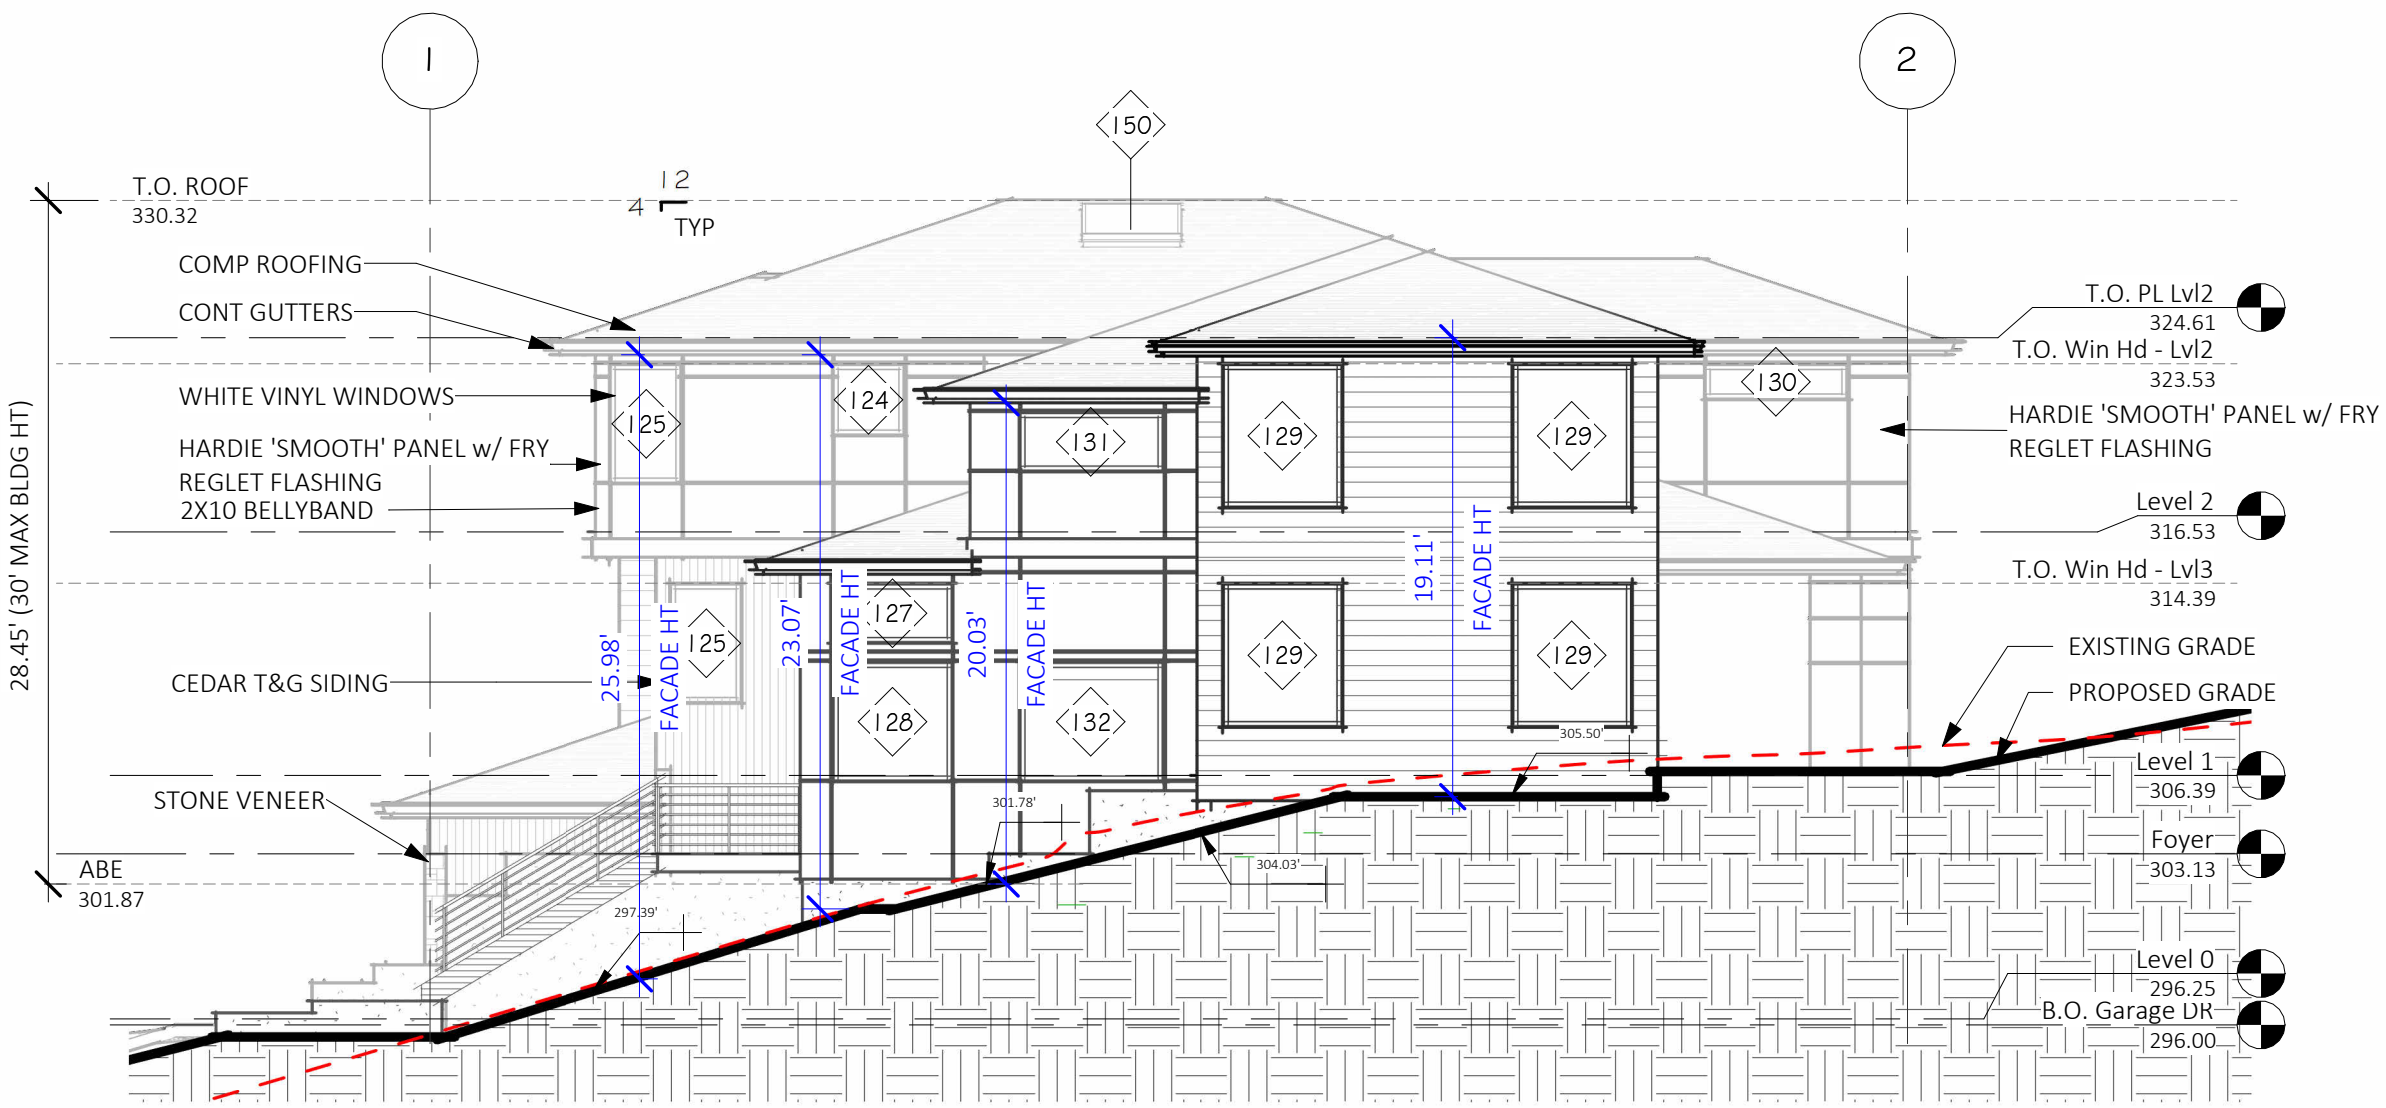 1
2
150
T.O. ROOF
330.32
12
4
TYP
COMP ROOFING
CONT GUTTERS
WHITE VINYL WINDOWS
HARDIE 'SMOOTH' PANEL w/ FRY
REGLET FLASHING
2X10 BELLYBAND
28.45' (30' MAX BLDG HT)
CEDAR T&G SIDING
STONE VENEER
ABE
301.87
125
124
131
129
129
130
125
127
128
132
129
129
25.98'
FACADE HT
23.07'
FACADE HT
20.03'
FACADE HT
19.11'
FACADE HT
305.50'
301.78'
304.03'
297.39'
T.O. PL Lvl2
324.61
T.O. Win Hd - Lvl2
323.53
HARDIE 'SMOOTH' PANEL w/ FRY
REGLET FLASHING
Level 2
316.53
T.O. Win Hd - Lvl3
314.39
EXISTING GRADE
PROPOSED GRADE
Level 1
306.39
Foyer
303.13
Level 0
296.25
B.O. Garage DR
296.00